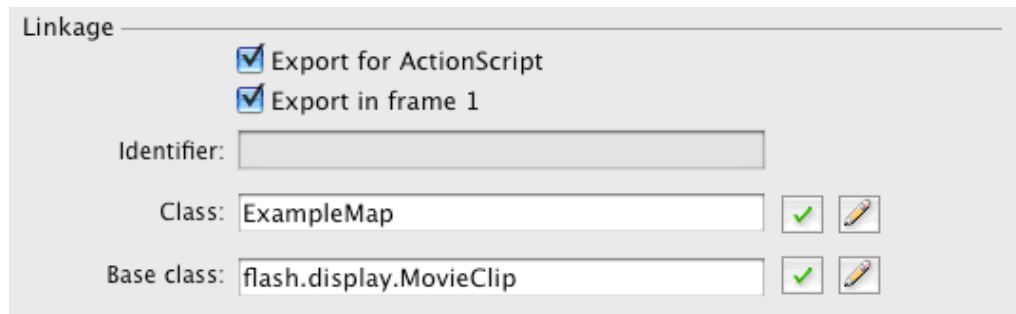 Linkage
Export for ActionScript
Export in frame 1
Identifier:
Class: ExampleMap
Base class: flash.display.MovieClip